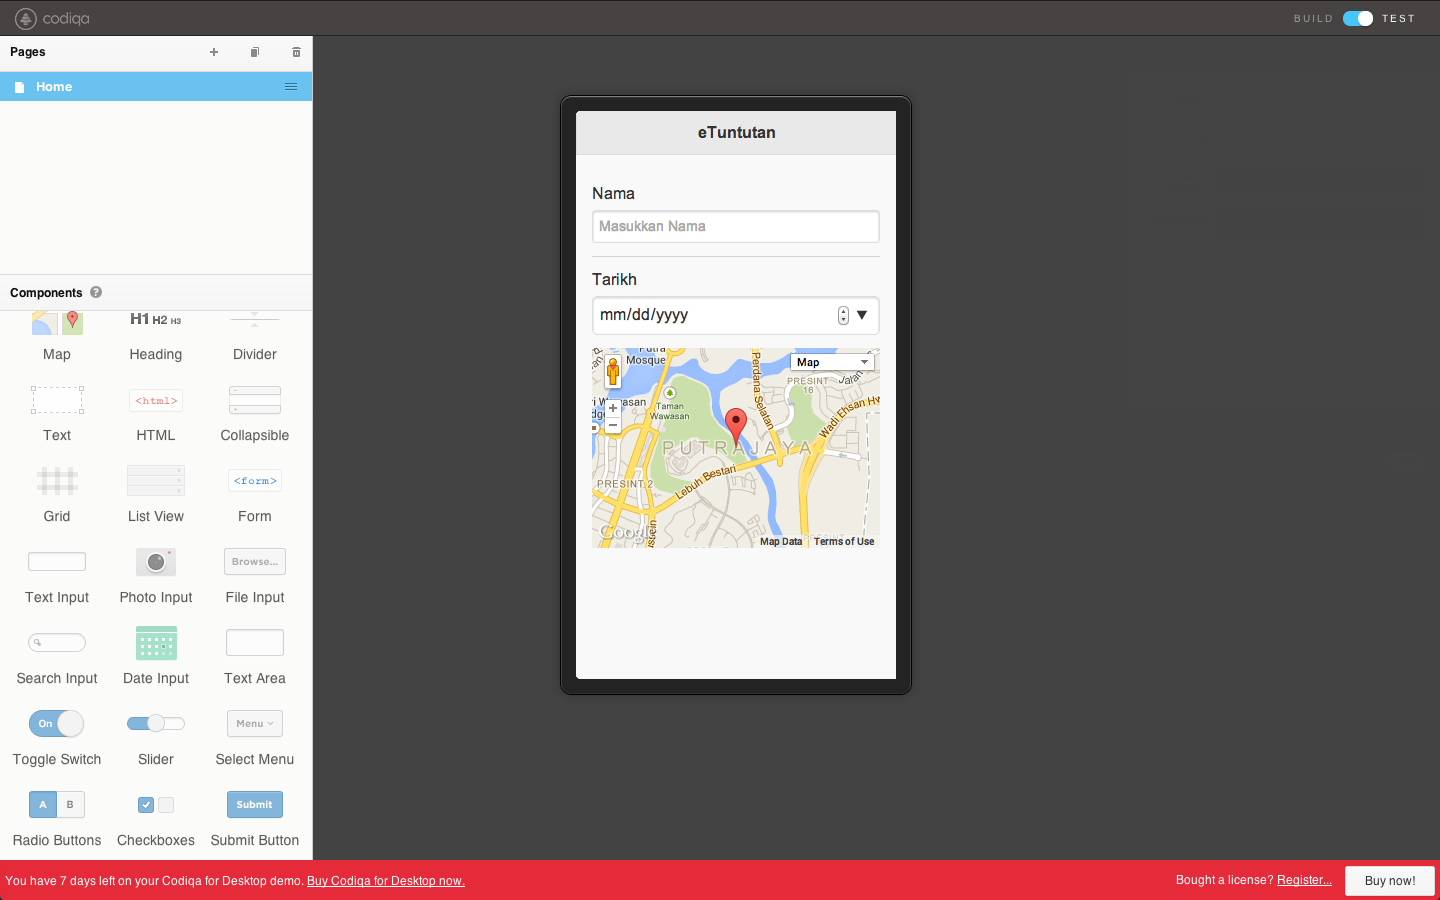 codiqa
BUILD TEST
Pages
Home
Components ?
H1 H2 H3
Map Heading Divider
<html>
Text HTML Collapsible
<form>
Grid List View Form
Browse...
Text Input Photo Input File Input
Search Input Date Input Text Area
On Menu
Toggle Switch Slider Select Menu
A B Submit
Radio Buttons Checkboxes Submit Button
eTuntutan
Nama
Masukkan Nama
Tarikh
mm/dd/yyyy
Putra
Mosque
Map
Perdana Selatan
PRESINT
16
Jalan
Taman
Wawasan
Wadi Ehsan Hw
PUTRAJAYA
Lebuh Bestari
PRESINT 2
Google
Map Data Terms of Use
You have 7 days left on your Codiqa for Desktop demo. Buy Codiqa for Desktop now.
Bought a license? Register...
Buy now!